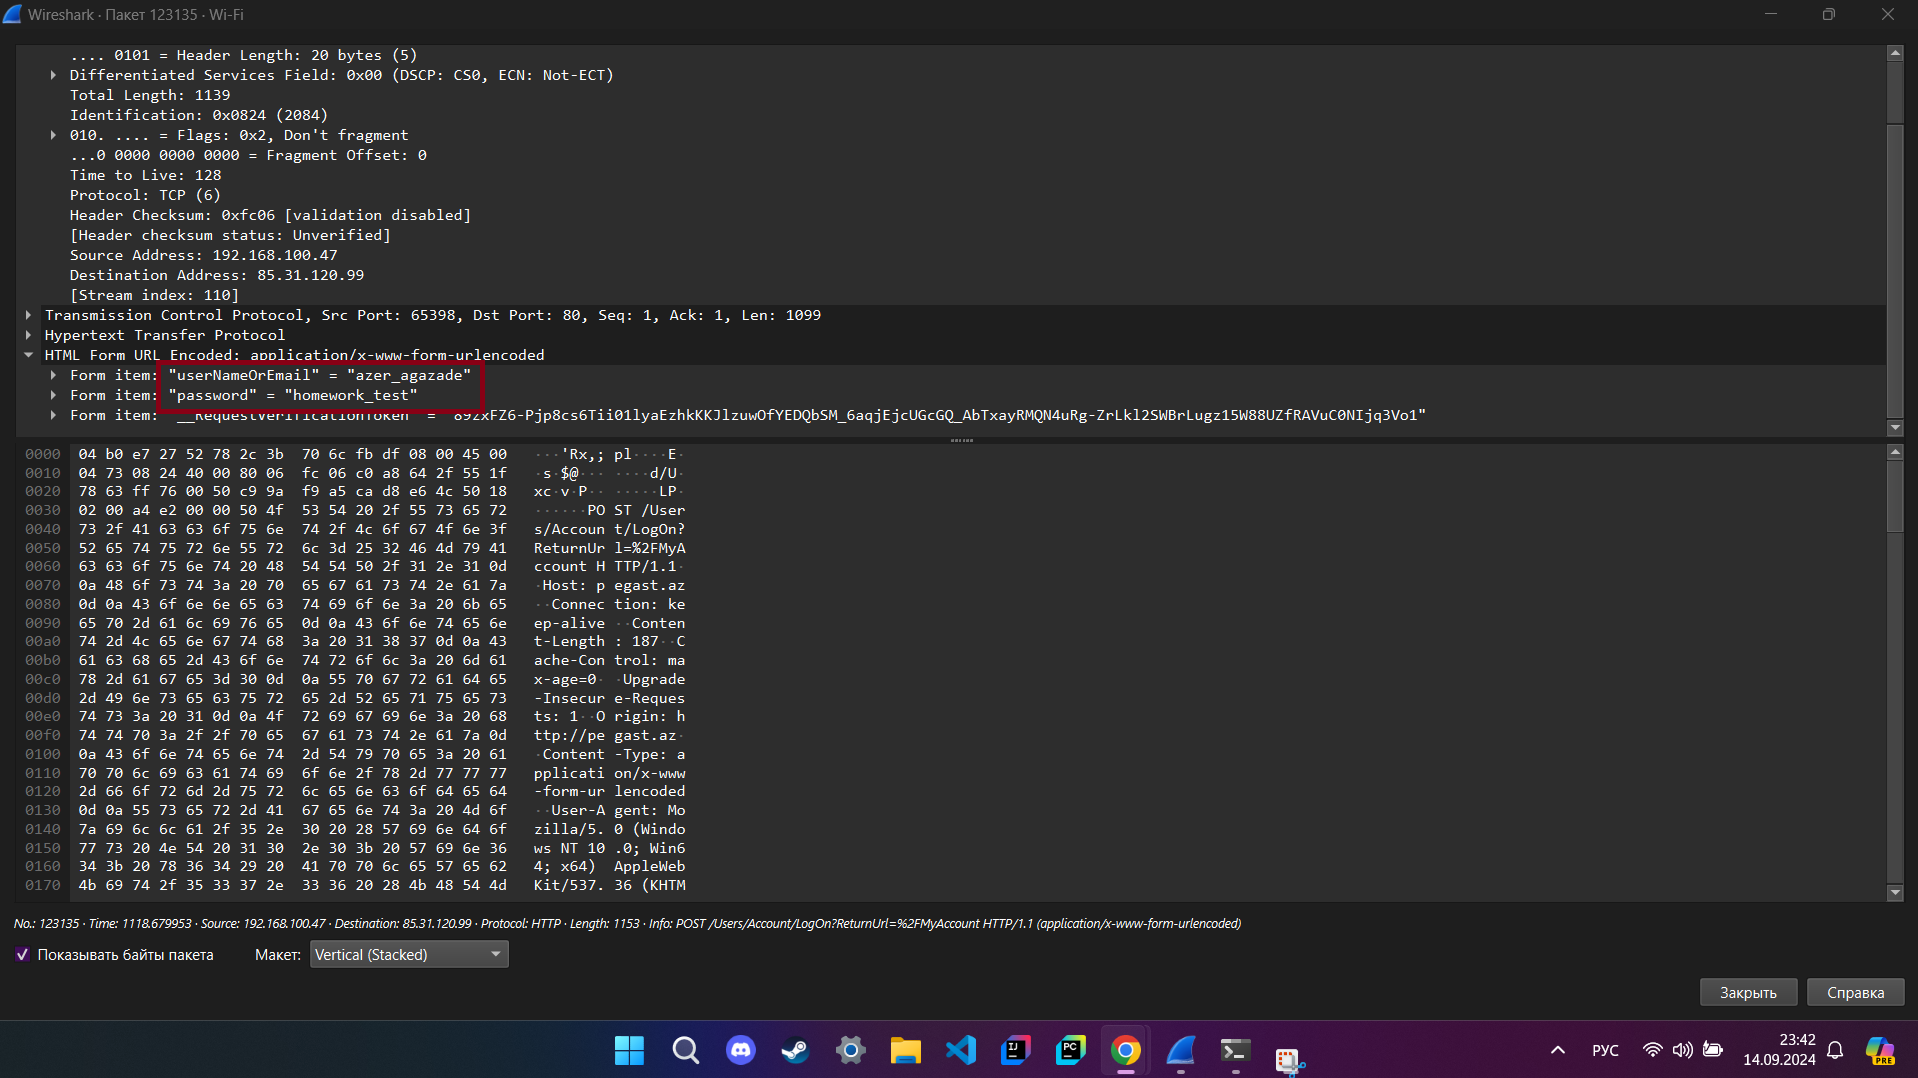 Wireshark · Пакет 123135 · Wi-Fi
.... 0101 = Header Length: 20 bytes (5)
Differentiated Services Field: 0x00 (DSCP: CS0, ECN: Not-ECT)
Total Length: 1139
Identification: 0x0824 (2084)
010. .... = Flags: 0x2, Don't fragment
...0 0000 0000 0000 = Fragment Offset: 0
Time to Live: 128
Protocol: TCP (6)
Header Checksum: 0xfc06 [validation disabled]
[Header checksum status: Unverified]
Source Address: 192.168.100.47
Destination Address: 85.31.120.99
[Stream index: 110]
Transmission Control Protocol, Src Port: 65398, Dst Port: 80, Seq: 1, Ack: 1, Len: 1099
Hypertext Transfer Protocol
HTML Form URL Encoded: application/x-www-form-urlencoded
Form item: "userNameOrEmail" = "azer_agazade"
Form item: "password" = "homework_test"
Form item: "__RequestVerificationToken" = "89zxFZ6-Pjp8cs6Tii01lyaEzhkKKJlzuwOfYEDQbSM_6aqjEjcUGcGQ_AbTxayRMQN4uRg-ZrLkl2SWBrLugz15W88UZfRAVuC0NIjq3Vo1"
0000 04 b0 e7 27 52 78 2c 3b 70 6c fb df 08 00 45 00 ···'Rx,; pl····E·
0010 04 73 08 24 40 00 80 06 fc 06 c0 a8 64 2f 55 1f ·s·$@··· ····d/U·
0020 78 63 ff 76 00 50 c9 9a f9 a5 ca d8 e6 4c 50 18 xc·v·P·· ·····LP·
0030 02 00 a4 e2 00 00 50 4f 53 54 20 2f 55 73 65 72 ······PO ST /User
0040 73 2f 41 63 63 6f 75 6e 74 2f 4c 6f 67 4f 6e 3f s/Accoun t/LogOn?
0050 52 65 74 75 72 6e 55 72 6c 3d 25 32 46 4d 79 41 ReturnUr l=%2FMyA
0060 63 63 6f 75 6e 74 20 48 54 54 50 2f 31 2e 31 0d ccount H TTP/1.1·
0070 0a 48 6f 73 74 3a 20 70 65 67 61 73 74 2e 61 7a ·Host: p egast.az
0080 0d 0a 43 6f 6e 6e 65 63 74 69 6f 6e 3a 20 6b 65 ··Connec tion: ke
0090 65 70 2d 61 6c 69 76 65 0d 0a 43 6f 6e 74 65 6e ep-alive ··Conten
00a0 74 2d 4c 65 6e 67 74 68 3a 20 31 38 37 0d 0a 43 t-Length : 187··C
00b0 61 63 68 65 2d 43 6f 6e 74 72 6f 6c 3a 20 6d 61 ache-Con trol: ma
00c0 78 2d 61 67 65 3d 30 0d 0a 55 70 67 72 61 64 65 x-age=0· ·Upgrade
00d0 2d 49 6e 73 65 63 75 72 65 2d 52 65 71 75 65 73 -Insecur e-Reques
00e0 74 73 3a 20 31 0d 0a 4f 72 69 67 69 6e 3a 20 68 ts: 1··O rigin: h
00f0 74 74 70 3a 2f 2f 70 65 67 61 73 74 2e 61 7a 0d ttp://pe gast.az·
0100 0a 43 6f 6e 74 65 6e 74 2d 54 79 70 65 3a 20 61 ·Content -Type: a
0110 70 70 6c 69 63 61 74 69 6f 6e 2f 78 2d 77 77 77 pplicati on/x-www
0120 2d 66 6f 72 6d 2d 75 72 6c 65 6e 63 6f 64 65 64 -form-ur lencoded
0130 0d 0a 55 73 65 72 2d 41 67 65 6e 74 3a 20 4d 6f ··User-A gent: Mo
0140 7a 69 6c 6c 61 2f 35 2e 30 20 28 57 69 6e 64 6f zilla/5. 0 (Windo
0150 77 73 20 4e 54 20 31 30 2e 30 3b 20 57 69 6e 36 ws NT 10 .0; Win6
0160 34 3b 20 78 36 34 29 20 41 70 70 6c 65 57 65 62 4; x64) AppleWeb
0170 4b 69 74 2f 35 33 37 2e 33 36 20 28 4b 48 54 4d Kit/537. 36 (KHTM
No.: 123135 · Time: 1118.679953 · Source: 192.168.100.47 · Destination: 85.31.120.99 · Protocol: HTTP · Length: 1153 · Info: POST /Users/Account/LogOn?ReturnUrl=%2FMyAccount HTTP/1.1 (application/x-www-form-urlencoded)
Показывать байты пакета Макет: Vertical (Stacked)
Закрыть Справка
IJ PC РУС 23:42 PRE
14.09.2024